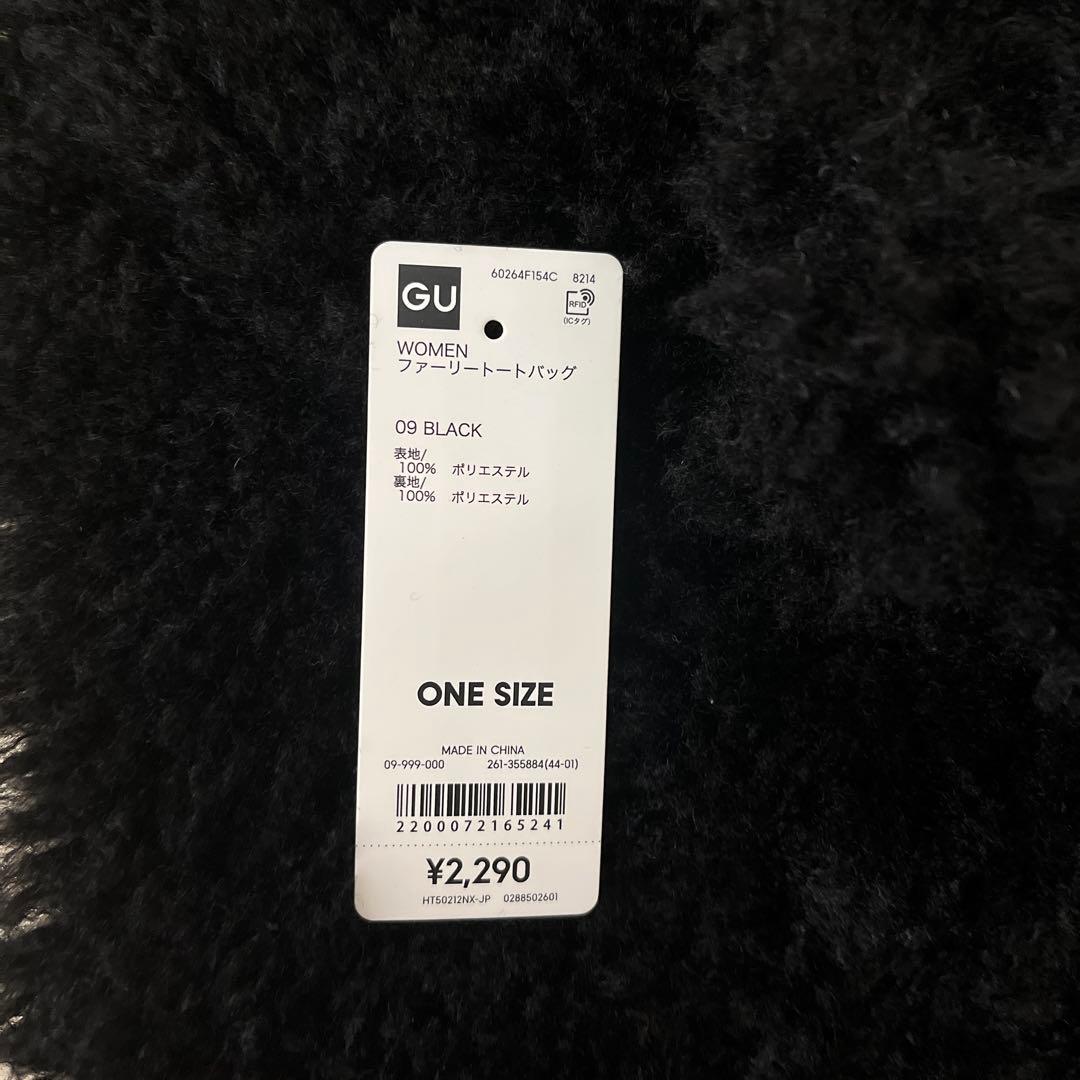 GU
60264F154C 8214
RFID
(ICタグ)
WOMEN
ファーリートートバッグ
09 BLACK
表地/
100% ポリエステル
裏地/
100% ポリエステル
ONE SIZE
MADE IN CHINA
09-999-000 261-355884(44-01)
2200072165241
¥2,290
HT50212NX-JP 0288502601